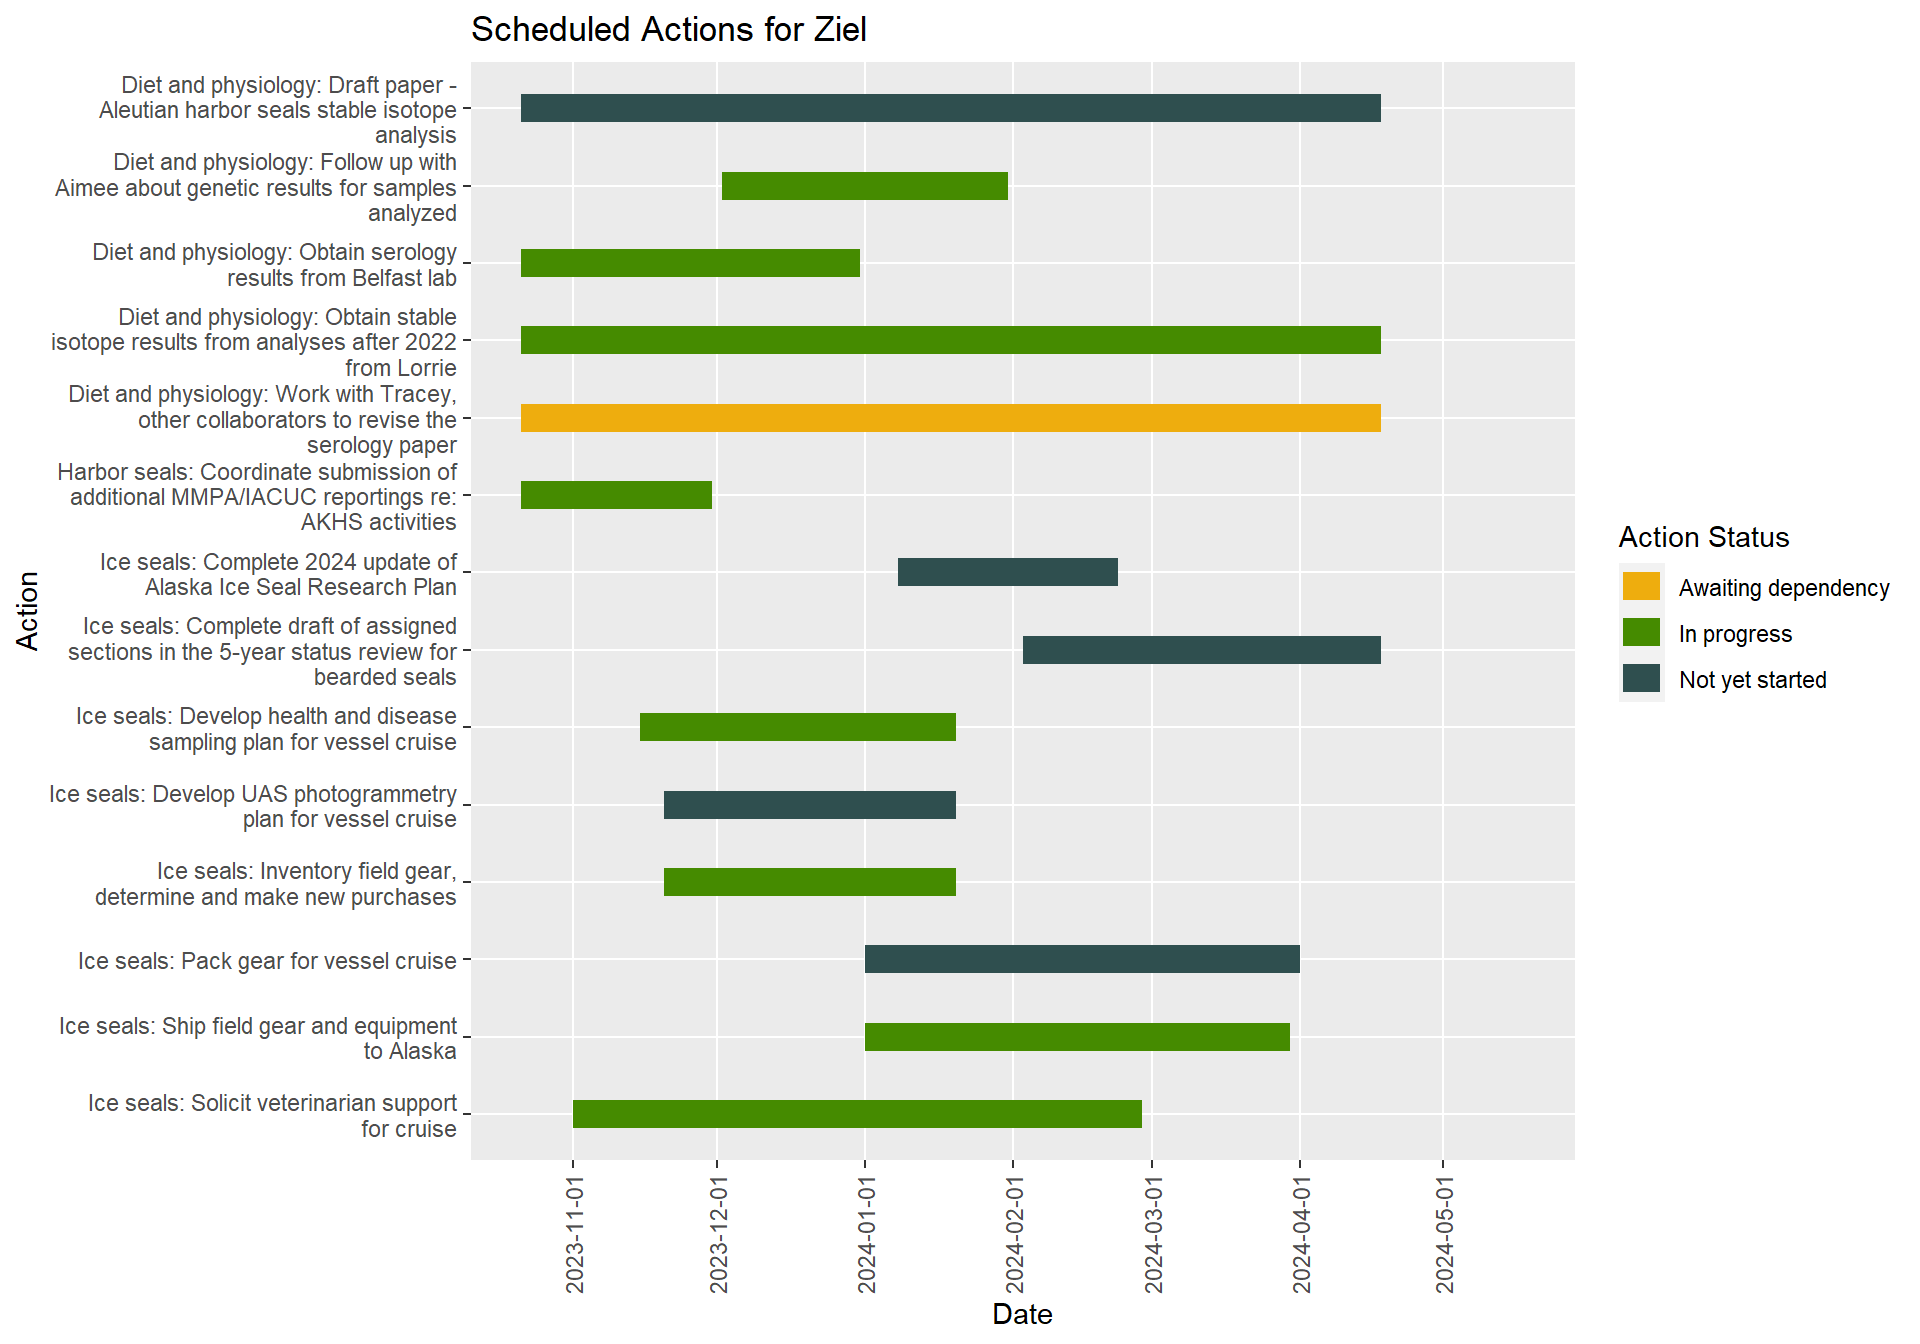 Scheduled Actions for Ziel
Diet and physiology: Draft paper -
Aleutian harbor seals stable isotope
analysis
Diet and physiology: Follow up with
Aimee about genetic results for samples
analyzed
Diet and physiology: Obtain serology
results from Belfast lab
Diet and physiology: Obtain stable
isotope results from analyses after 2022
from Lorrie
Diet and physiology: Work with Tracey,
other collaborators to revise the
serology paper
Harbor seals: Coordinate submission of
additional MMPA/IACUC reportings re:
AKHS activities
Ice seals: Complete 2024 update of
Alaska Ice Seal Research Plan
Ice seals: Complete draft of assigned
sections in the 5-year status review for
bearded seals
Ice seals: Develop health and disease
sampling plan for vessel cruise
Ice seals: Develop UAS photogrammetry
plan for vessel cruise
Ice seals: Inventory field gear,
determine and make new purchases
Ice seals: Pack gear for vessel cruise
Ice seals: Ship field gear and equipment
to Alaska
Ice seals: Solicit veterinarian support
for cruise
Action
2023-11-01
2023-12-01
2024-01-01
2024-02-01
2024-03-01
2024-04-01
2024-05-01
Date
Action Status
Awaiting dependency
In progress
Not yet started